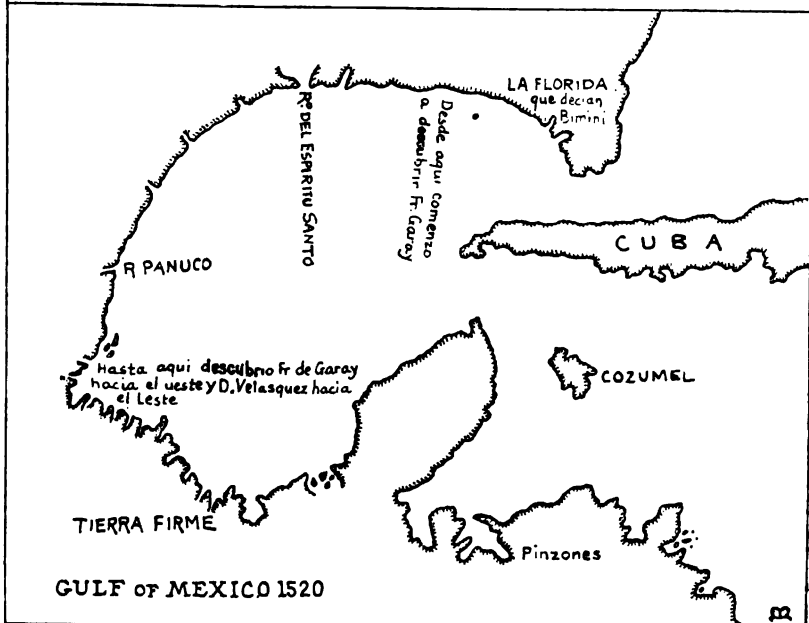 LA FLORIDA
que decian
Bimini
Desde aqui comenzo
a descubrir Fr. Garay
Rº. DEL ESPIRITU SANTO
CUBA
R PANUCO
Hasta aqui descubrio Fr de Garay
hacia el ueste y D. Velasquez hacia
el Leste
COZUMEL
TIERRA FIRME
Pinzones
GULF OF MEXICO 1520